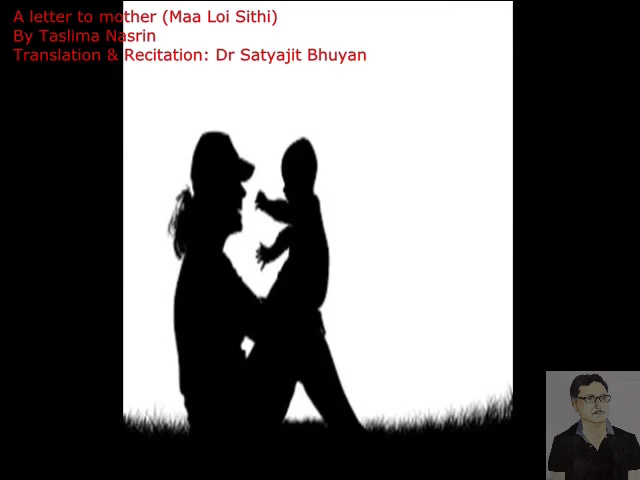 A letter to mother (Maa Loi Sithi)
By Taslima Nasrin
Translation & Recitation: Dr Satyajit Bhuyan